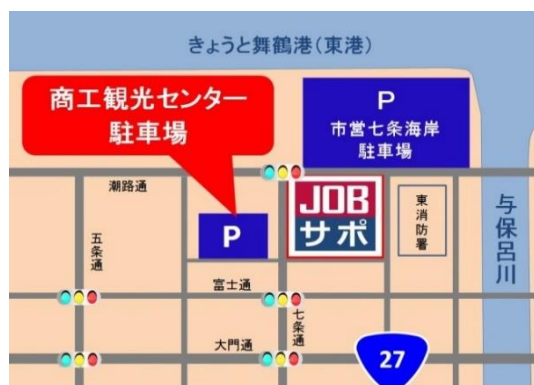 きょうと舞鶴港（東港）
商工観光センター
駐車場
P
市営七条海岸
駐車場
潮路通
JOB
サポ
東消防署
与保呂川
五条通
P
富士通
七条通
大門通
27